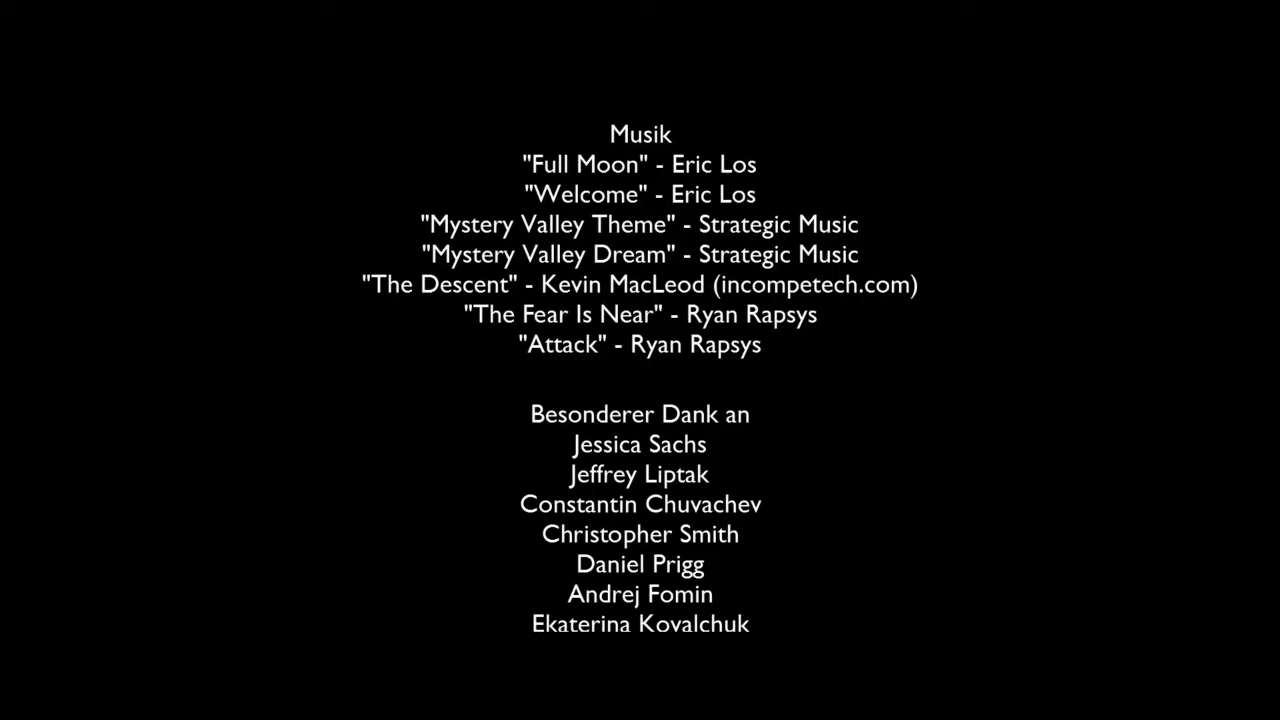 Musik
"Full Moon" - Eric Los
"Welcome" - Eric Los
"Mystery Valley Theme" - Strategic Music
"Mystery Valley Dream" - Strategic Music
"The Descent" - Kevin MacLeod (incompetech.com)
"The Fear Is Near" - Ryan Rapsys
"Attack" - Ryan Rapsys
Besonderer Dank an
Jessica Sachs
Jeffrey Liptak
Constantin Chuvachev
Christopher Smith
Daniel Prigg
Andrej Fomin
Ekaterina Kovalchuk